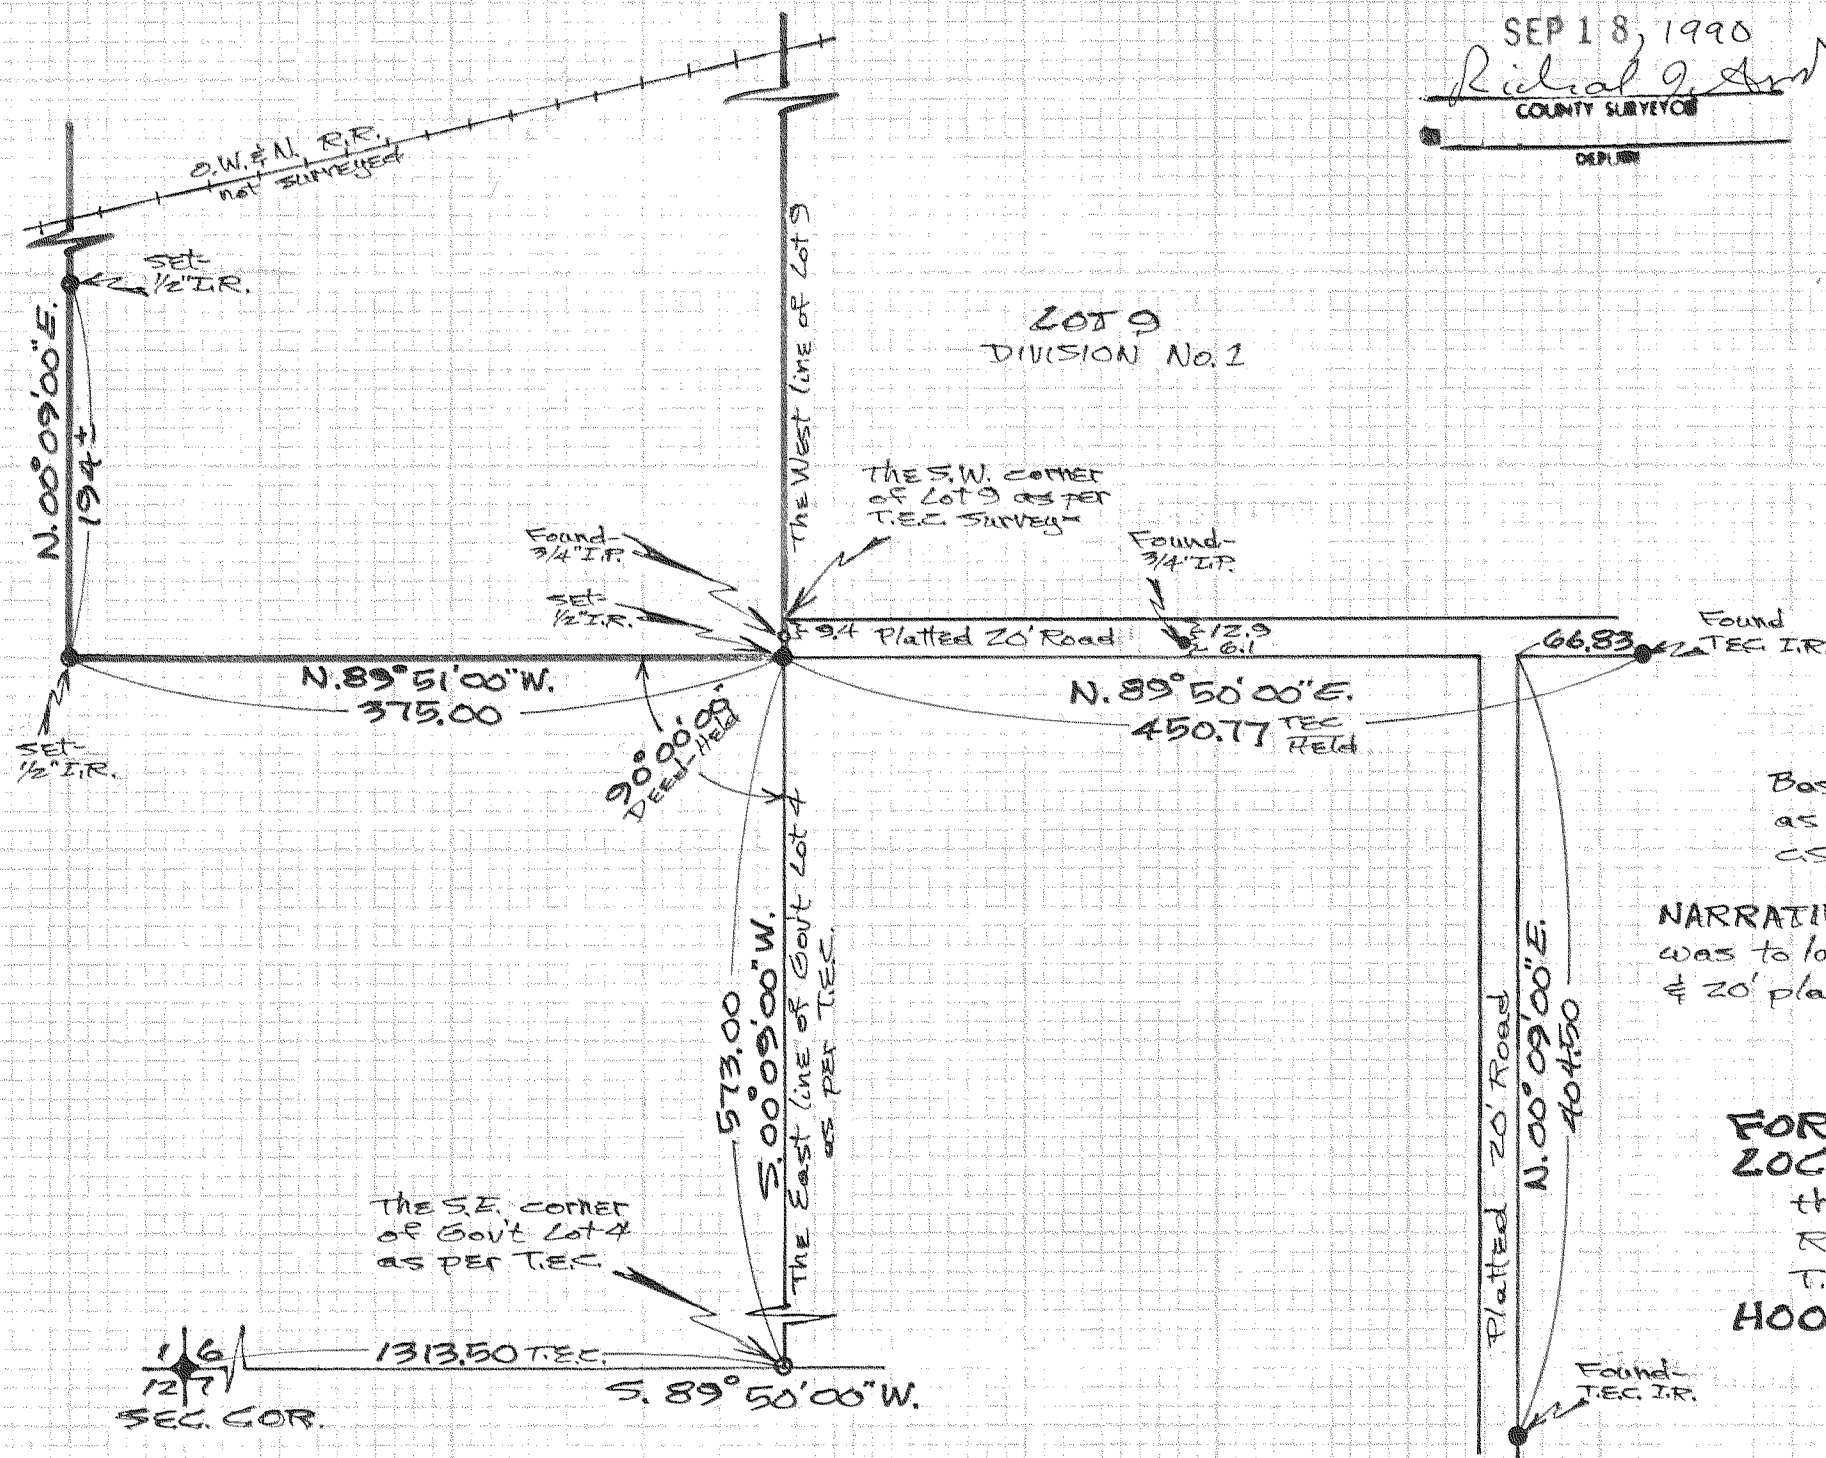 SEP 18, 1990
COUNTY SURVEYOR
DEPUTY
O.W. & N. R.R.
not surveyed
SET-
1/2" I.R.
N. 00° 09' 00" E.
194 ±
The West line of Lot 9
LOT 9
DIVISION No. 1
The S.W. corner
of Lot 9 as per
T.E.C. Survey
Found-
3/4" I.P.
SET-
1/2" I.R.
Found-
3/4" I.P.
9.4
Platted 20' Road
12.9
6.1
66.83
Found
TEC I.R.
N. 89° 51' 00" W.
375.00
N. 89° 50' 00" E.
450.77 TEC
HELD
SET-
1/2" I.R.
90° 00' 00"
DEED-HELD
573.00
S. 00° 09' 00" W.
The East line of Gov't Lot 4
as per T.E.C.
Platted 20' Road
N. 00° 09' 00" E.
404.50
Bas
as
C.S
NARRATI
was to lo
& 20' pla
FOR
LOC
th
R
T.
HOO
The S.E. corner
of Gov't Lot 4
as per T.E.C.
1 6
12 7
SEC. COR.
1313.50 T.E.C.
S. 89° 50' 00" W.
Found-
T.E.C. I.R.